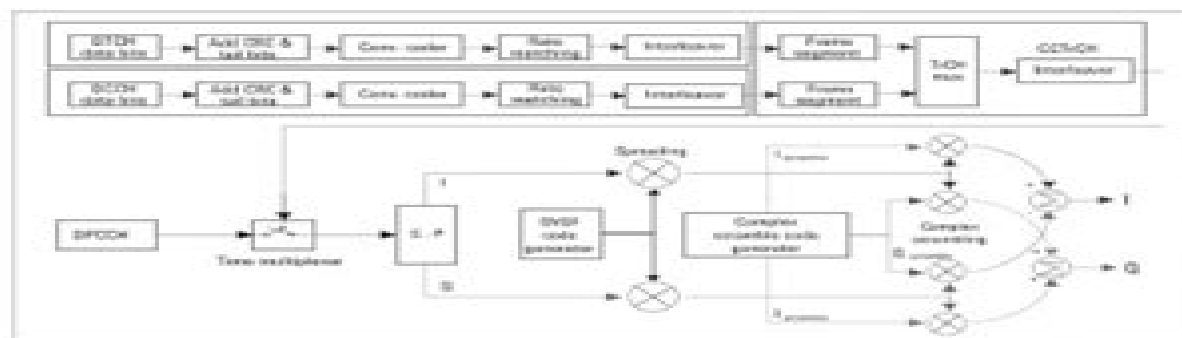 DTCH
data bits
Add CRC &
tail bits
Conv. coder
Rate
matching
Interleaver
Frame
segment
TrCH
mux
CCTrCH
Interleaver
DCCH
data bits
Add CRC &
tail bits
Conv. coder
Rate
matching
Interleaver
Frame
segment
DPCCH
Time multiplexer
S
P
I
Q
Spreading
OVSF
code
generator
Complex
scramble code
generator
I
Complex
scrambling
I
I
Q